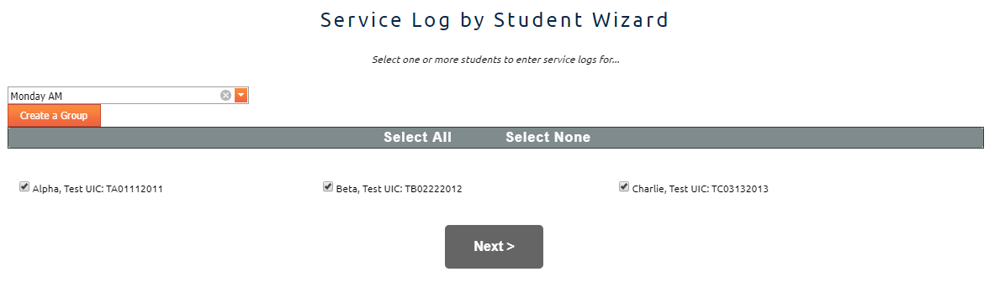 Service Log by Student Wizard
Select one or more students to enter service logs for...
Monday AM
Create a Group
Select All Select None
Alpha, Test UIC: TA01112011 Beta, Test UIC: TB02222012 Charlie, Test UIC: TC03132013
Next >